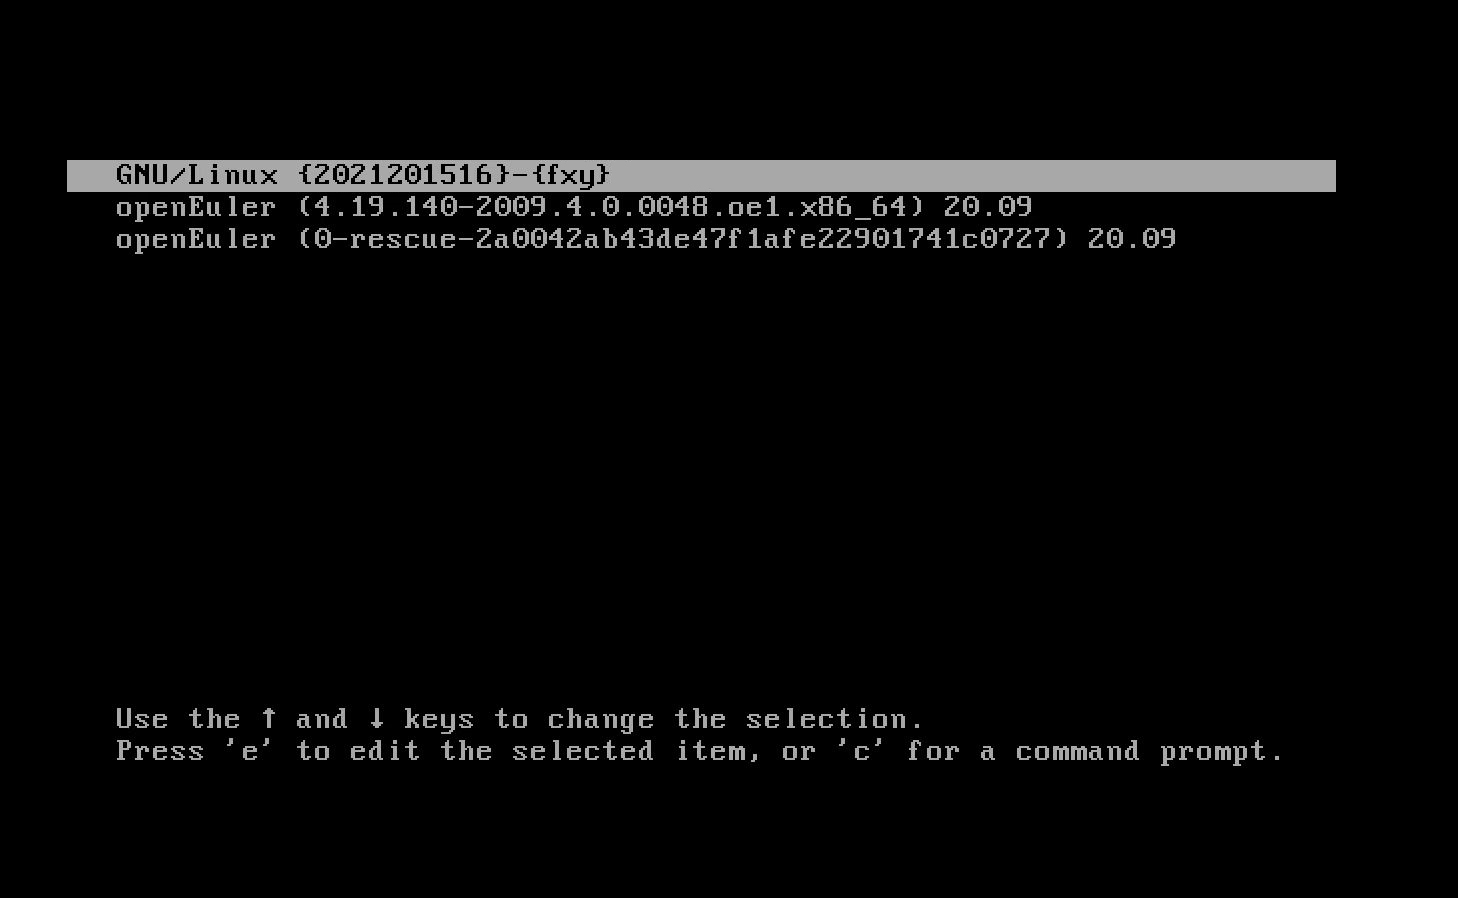 GNU/Linux {2021201516}-{fxy}
openEuler (4.19.140-2009.4.0.0048.oe1.x86_64) 20.09
openEuler (0-rescue-2a0042ab43de47f1afe22901741c0727) 20.09
Use the ↑ and ↓ keys to change the selection.
Press 'e' to edit the selected item, or 'c' for a command prompt.